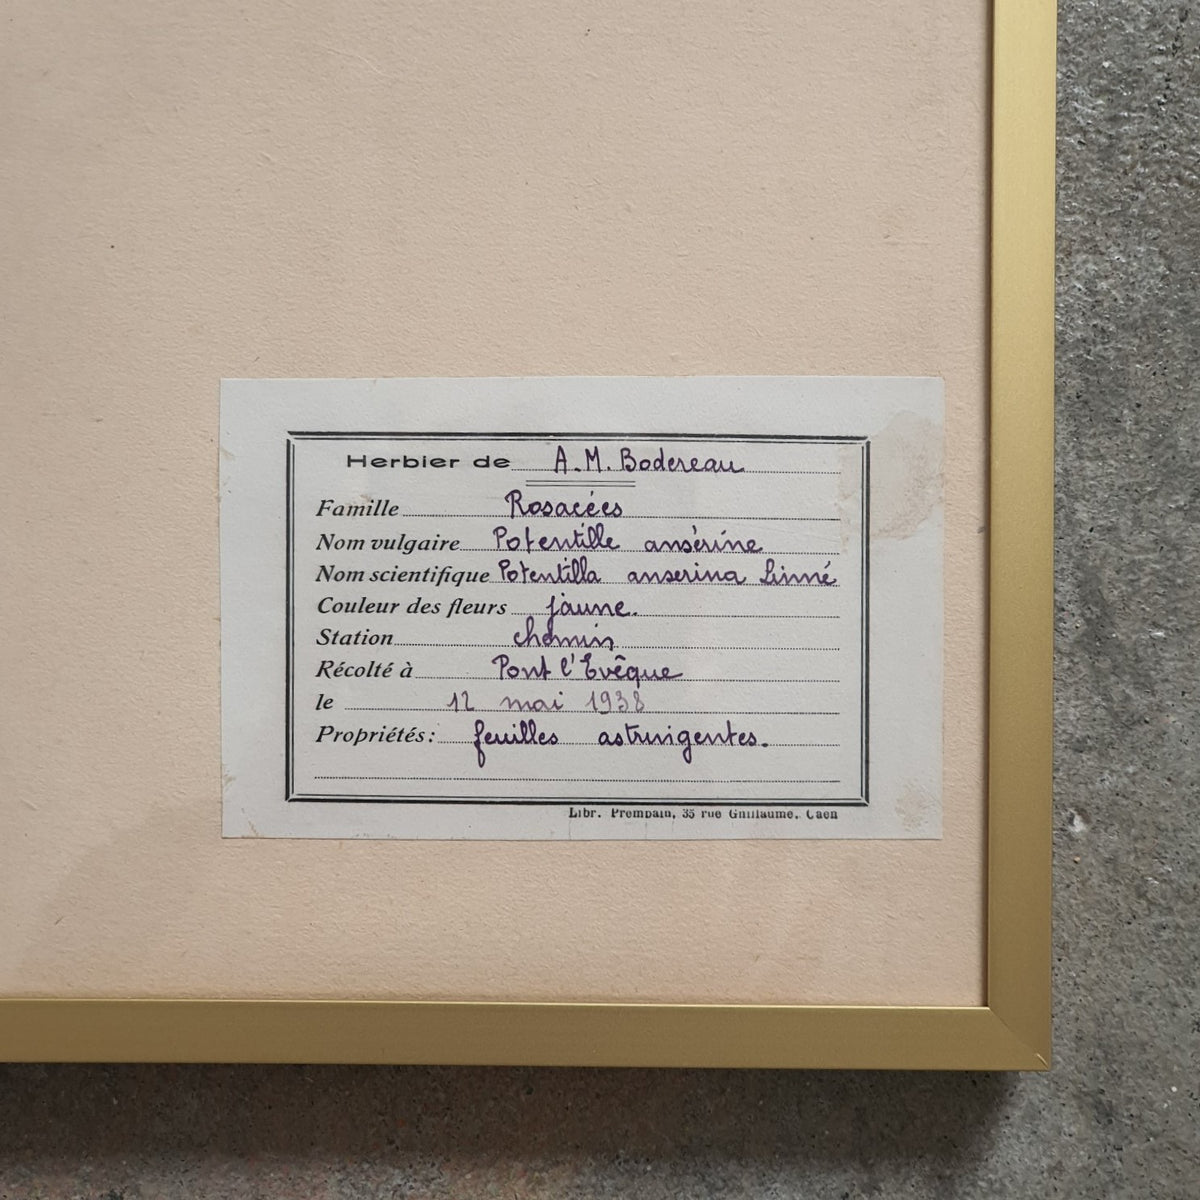 Herbier de A.M. Bodereau
Famille Rosacées
Nom vulgaire Potentille ansérine
Nom scientifique Potentilla anserina Linné
Couleur des fleurs jaune.
Station chemin
Récolté à Pont l'Evêque
le 12 mai 1938
Propriétés: feuilles astringentes.
Libr. Prempain, 35 rue Guillaume, Caen